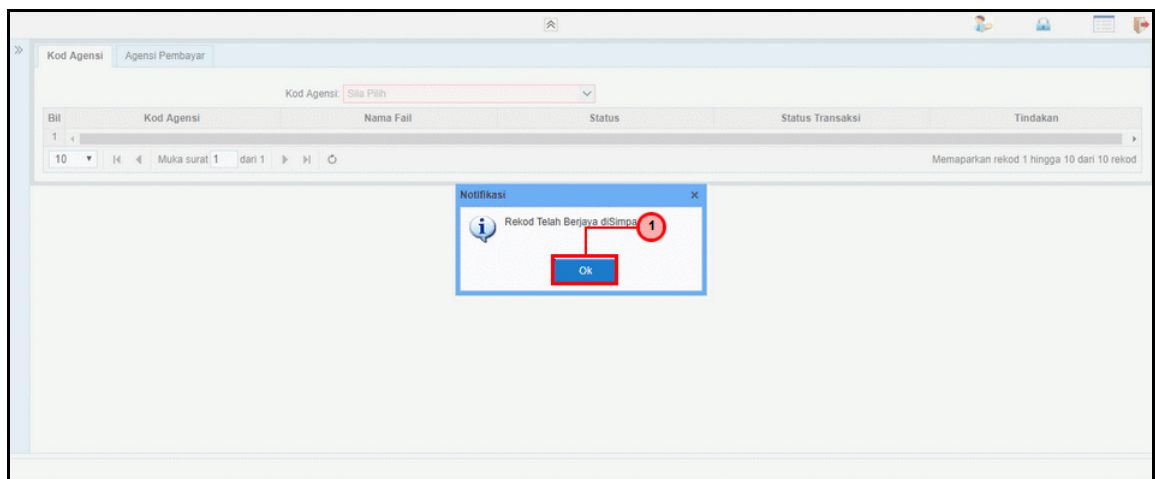 Kod Agensi Agensi Pembayar
Kod Agensi: Sila Pilih
Bil Kod Agensi Nama Fail Status Status Transaksi Tindakan
1
10 Muka surat 1 dari 1 Memaparkan rekod 1 hingga 10 dari 10 rekod
Notifikasi
Rekod Telah Berjaya diSimpa
1
Ok